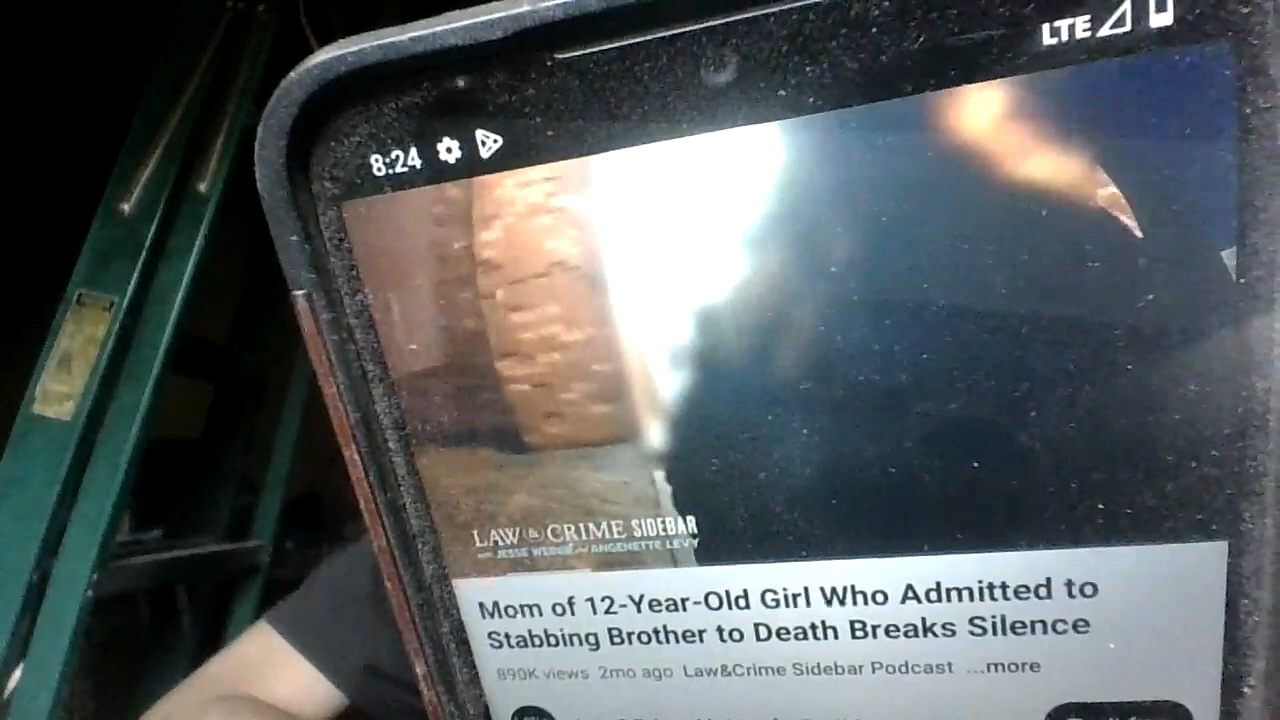 LTE
8:24
LAW & CRIME SIDEBAR
JESSE WEBER and ANGENETTE LEVY
Mom of 12-Year-Old Girl Who Admitted to
Stabbing Brother to Death Breaks Silence
890K views 2mo ago Law&Crime Sidebar Podcast ...more